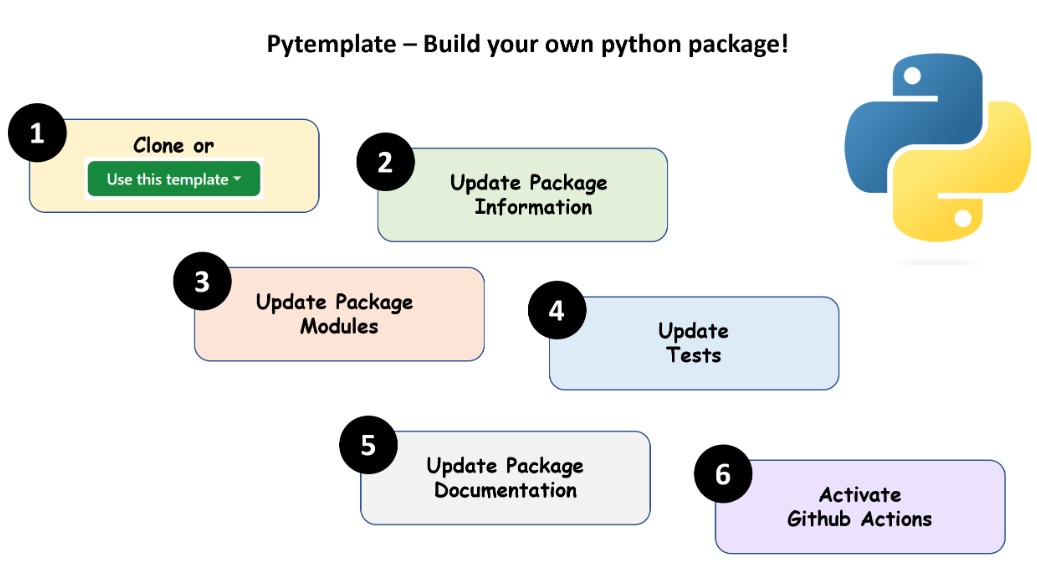 Pytemplate – Build your own python package!
1
Clone or
Use this template
2
Update Package
Information
3
Update Package
Modules
4
Update
Tests
5
Update Package
Documentation
6
Activate
Github Actions